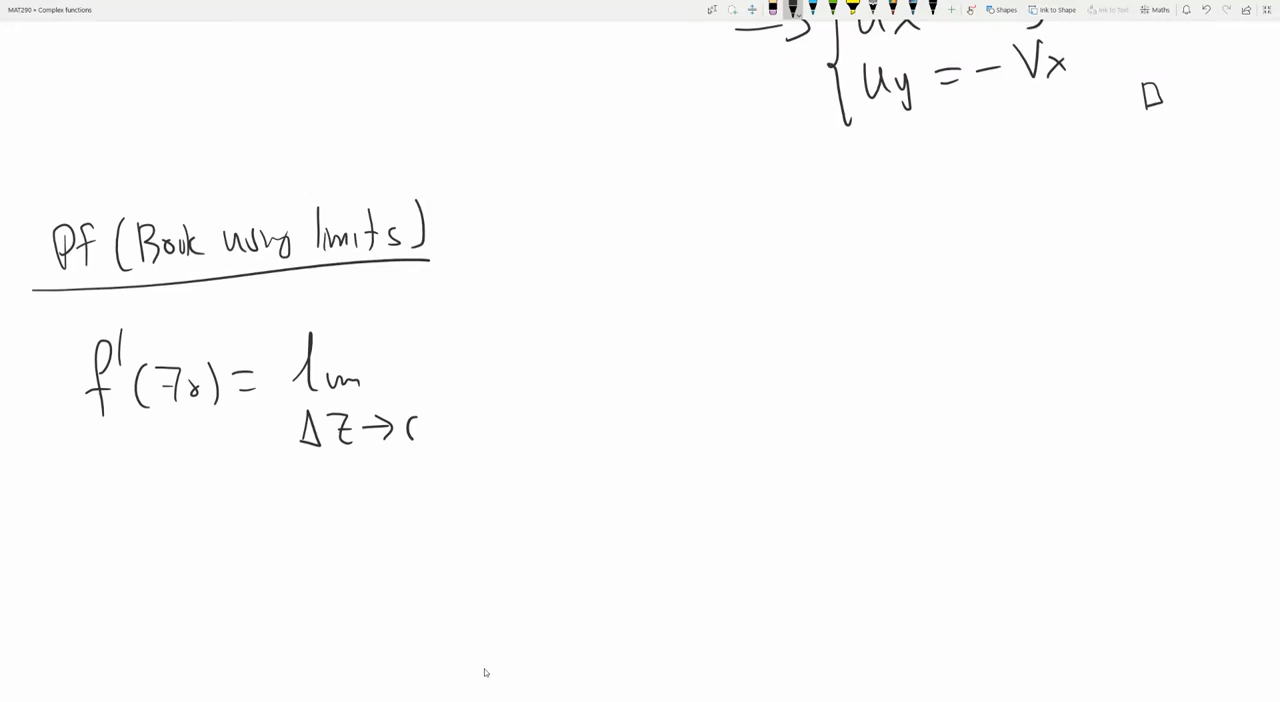 MAT290 • Complex functions
Shapes Ink to Shape Ink to Text Maths
uy = - Vx
Pf (Book using limits)
f'(z₀) = lim
Δz → 0